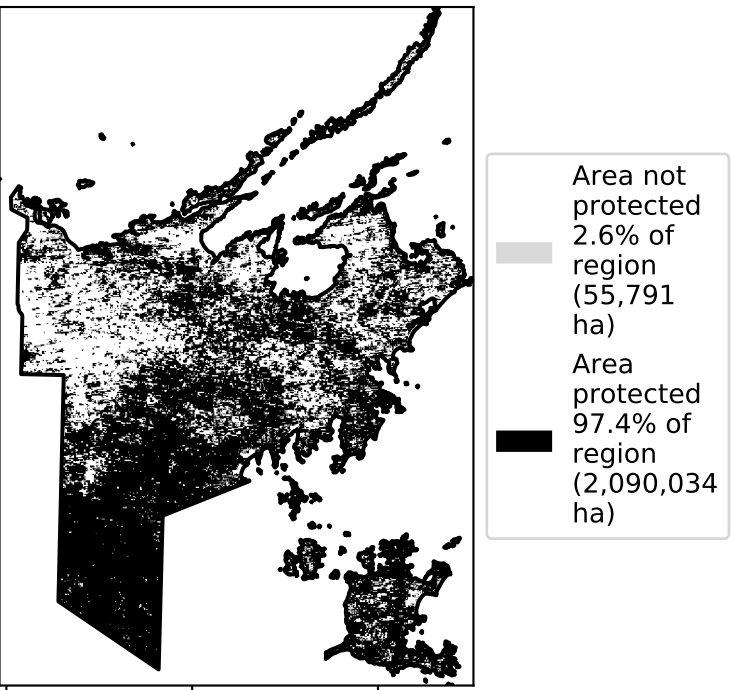 Area not
protected
2.6% of
region
(55,791
ha)
Area
protected
97.4% of
region
(2,090,034
ha)